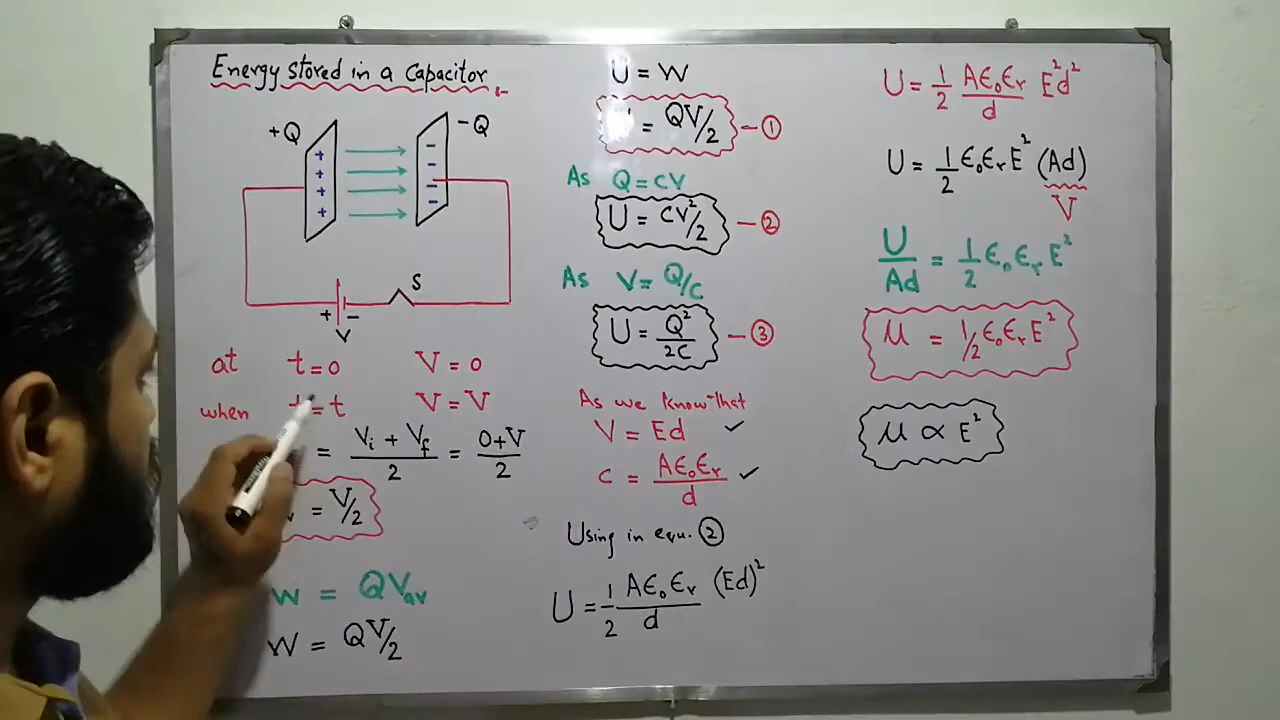 Energy stored in a Capacitor :-
+Q
-Q
+ + + +
- - - -
S
+ -
V
at t=0 V=0
when t=t V=V
= Vi + Vf / 2 = 0+V / 2
= V/2
W = QVav
W = QV/2
U = W
= QV/2 — ①
As Q=CV
U = CV²/2 — ②
As V= Q/C
U = Q²/2C — ③
As we know that
V = Ed ✓
C = Aϵ₀ϵr/d ✓
Using in equ. ②
U = 1/2 Aϵ₀ϵr/d (Ed)²
U = 1/2 Aϵ₀ϵr/d E²d²
U = 1/2 ϵ₀ϵr E² (Ad)
V
U/Ad = 1/2 ϵ₀ϵr E²
μ = 1/2 ϵ₀ϵr E²
μ ∝ E²